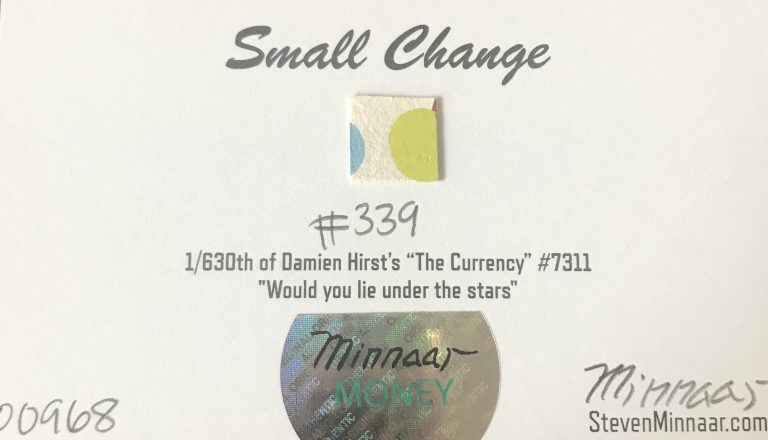 Small Change
#339
1/630th of Damien Hirst's “The Currency” #7311
"Would you lie under the stars"
Minnaar
MONEY
00968
Minnaar
StevenMinnaar.com